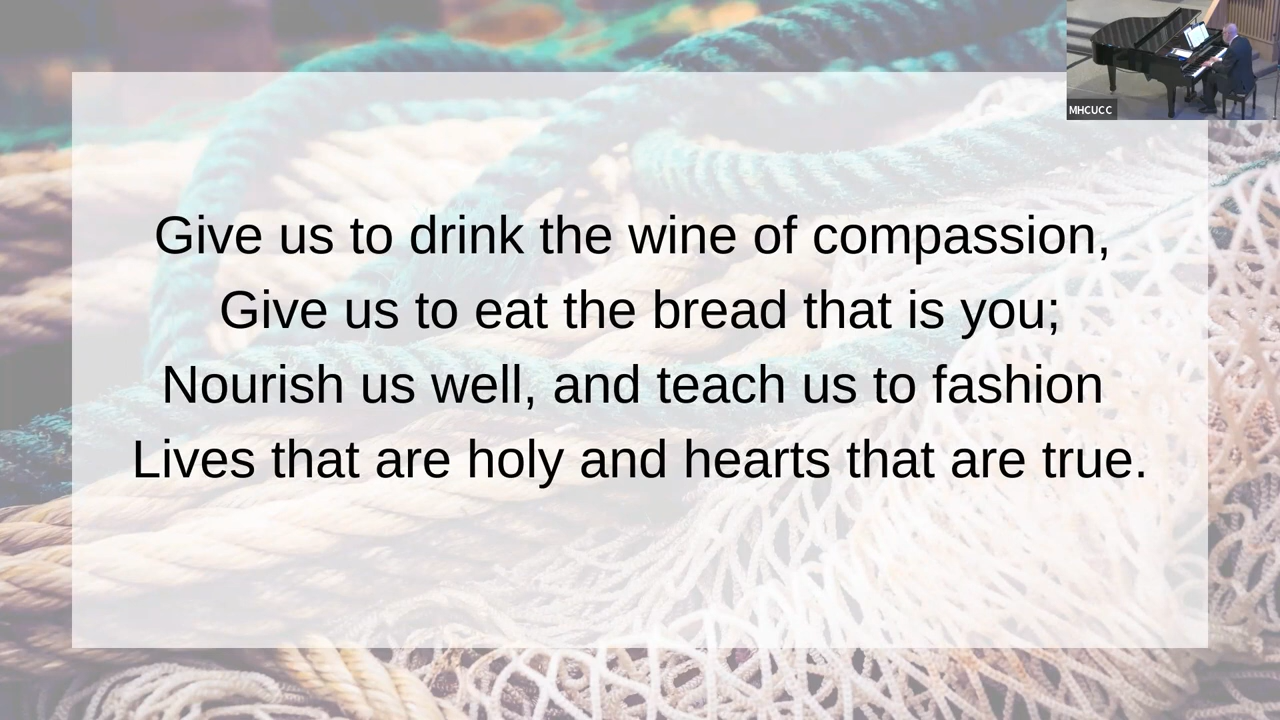 MHCUCC
Give us to drink the wine of compassion,
Give us to eat the bread that is you;
Nourish us well, and teach us to fashion
Lives that are holy and hearts that are true.